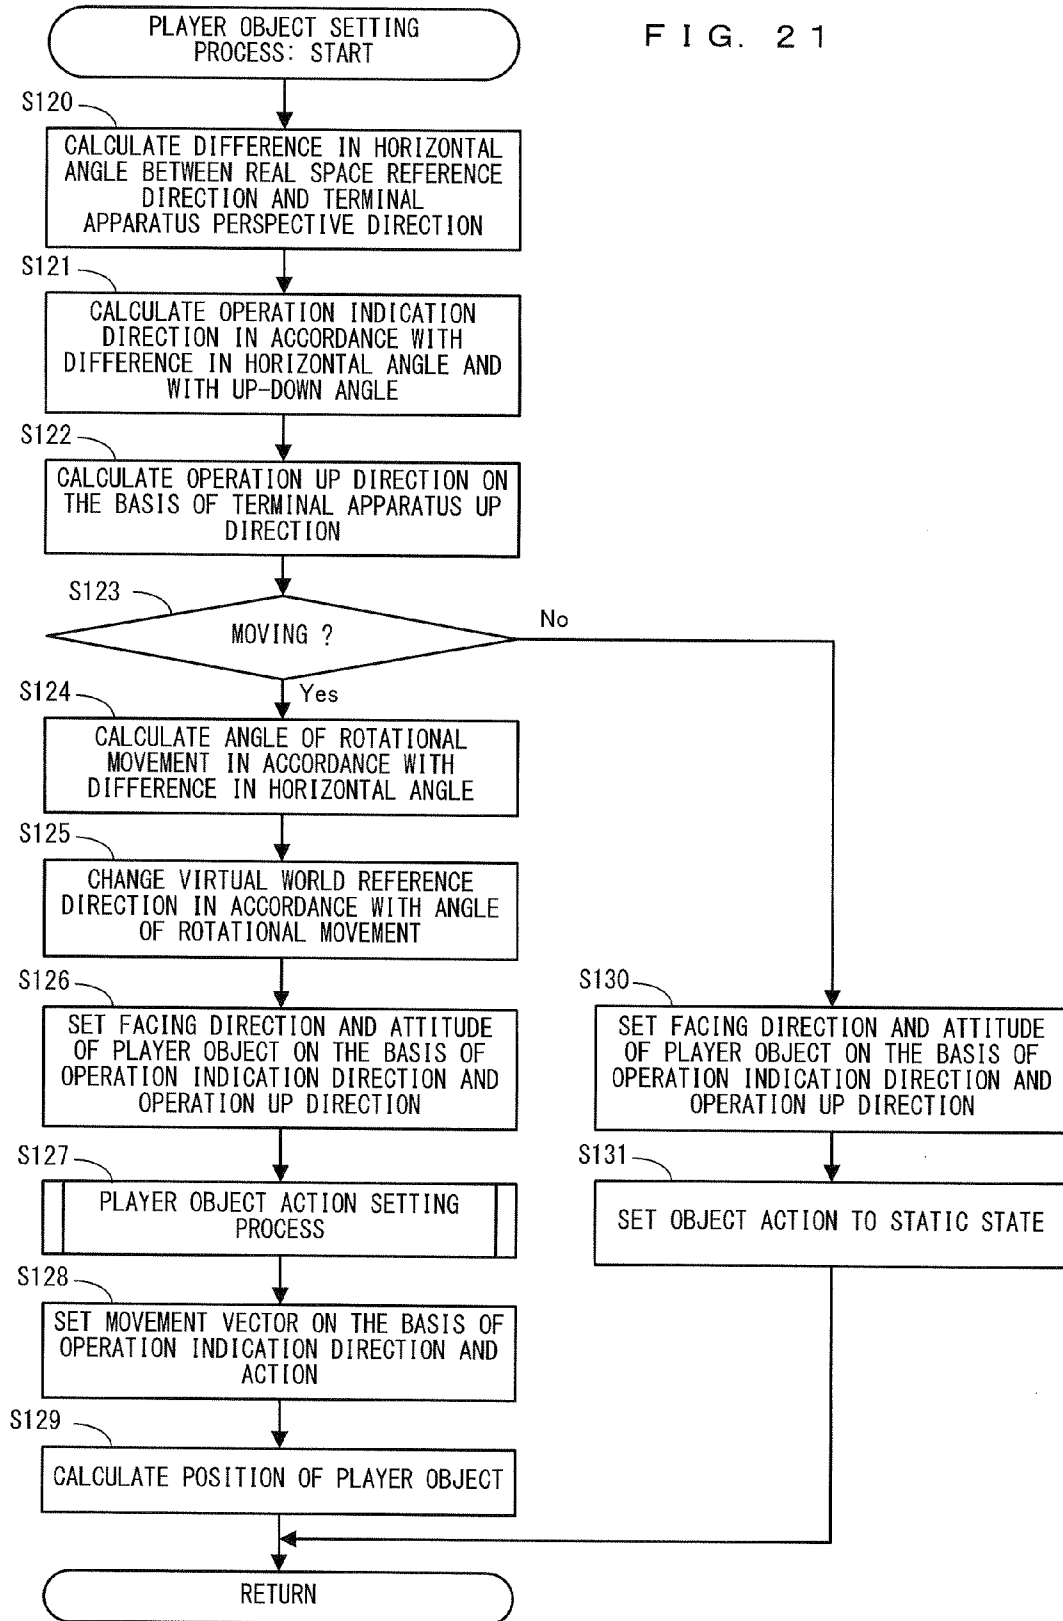 FIG. 21
PLAYER OBJECT SETTING
PROCESS: START
S120
CALCULATE DIFFERENCE IN HORIZONTAL
ANGLE BETWEEN REAL SPACE REFERENCE
DIRECTION AND TERMINAL
APPARATUS PERSPECTIVE DIRECTION
S121
CALCULATE OPERATION INDICATION
DIRECTION IN ACCORDANCE WITH
DIFFERENCE IN HORIZONTAL ANGLE AND
WITH UP-DOWN ANGLE
S122
CALCULATE OPERATION UP DIRECTION ON
THE BASIS OF TERMINAL APPARATUS UP
DIRECTION
S123
MOVING ?
No
Yes
S124
CALCULATE ANGLE OF ROTATIONAL
MOVEMENT IN ACCORDANCE WITH
DIFFERENCE IN HORIZONTAL ANGLE
S125
CHANGE VIRTUAL WORLD REFERENCE
DIRECTION IN ACCORDANCE WITH ANGLE
OF ROTATIONAL MOVEMENT
S126
SET FACING DIRECTION AND ATTITUDE
OF PLAYER OBJECT ON THE BASIS OF
OPERATION INDICATION DIRECTION AND
OPERATION UP DIRECTION
S127
PLAYER OBJECT ACTION SETTING
PROCESS
S128
SET MOVEMENT VECTOR ON THE BASIS OF
OPERATION INDICATION DIRECTION AND
ACTION
S129
CALCULATE POSITION OF PLAYER OBJECT
S130
SET FACING DIRECTION AND ATTITUDE
OF PLAYER OBJECT ON THE BASIS OF
OPERATION INDICATION DIRECTION AND
OPERATION UP DIRECTION
S131
SET OBJECT ACTION TO STATIC STATE
RETURN